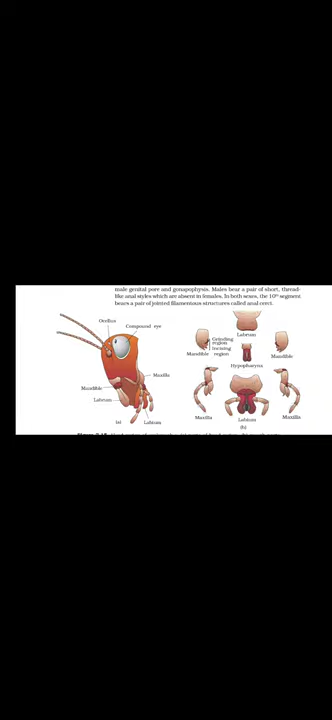 male genital pore and gonapophysis. Males bear a pair of short, thread-
like anal styles which are absent in females. In both sexes, the 10th segment
bears a pair of jointed filamentous structures called anal cerci.
Ocellus
Compound eye
Maxilla
Mandible
Labrum
Labium
(a)
Labrum
Grinding
region
Incising
region
Mandible
Mandible
Hypopharynx
Maxilla
Labium
Maxilla
(b)